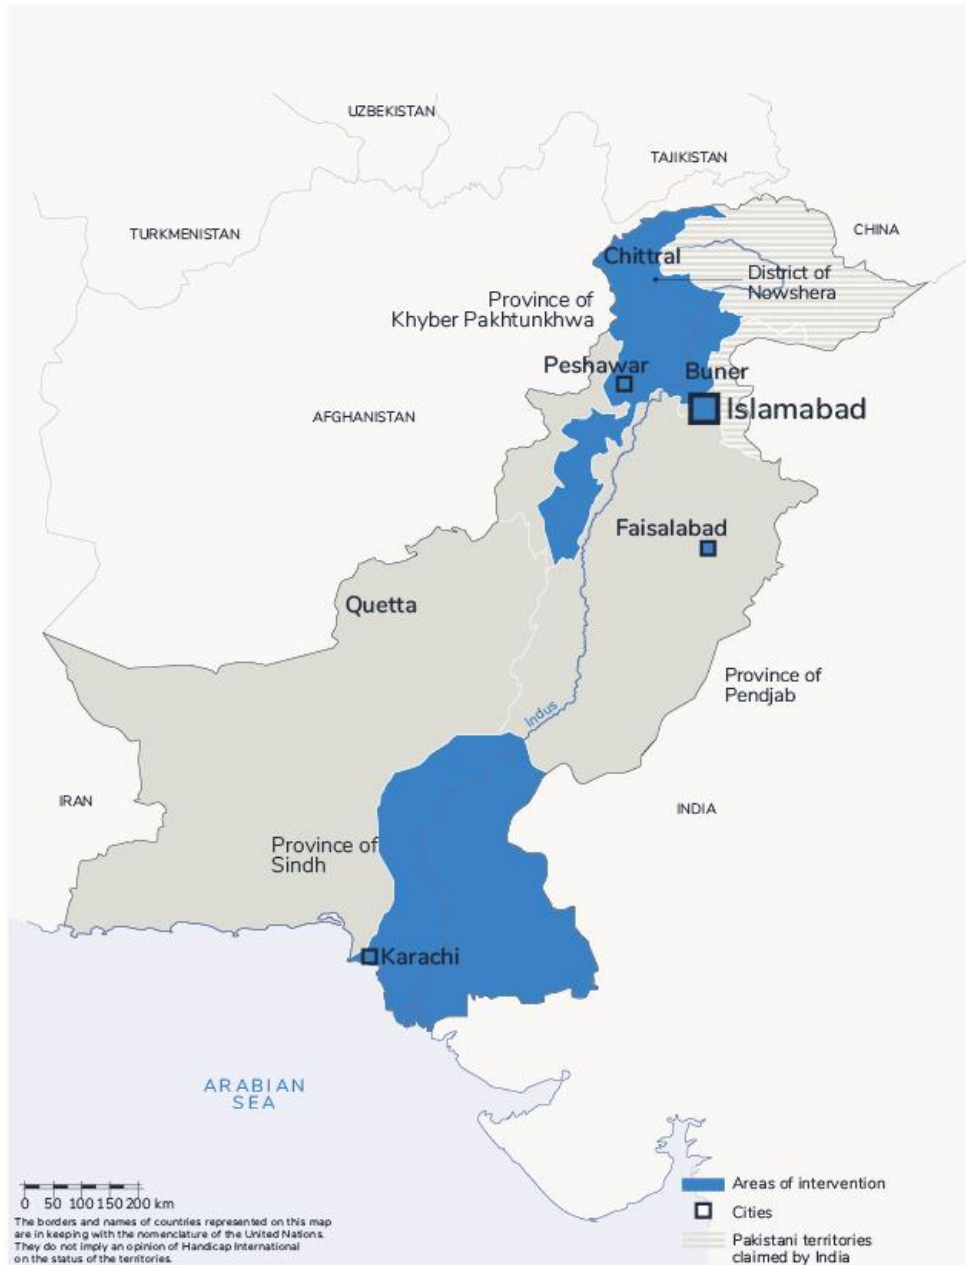 UZBEKISTAN
TAJIKISTAN
TURKMENISTAN
CHINA
Chittral
District of
Nowshera
Province of
Khyber Pakhtunkhwa
Peshawar
Buner
Islamabad
AFGHANISTAN
Faisalabad
Quetta
Province of
Pendjab
Indus
IRAN
INDIA
Province of
Sindh
Karachi
ARABIAN
SEA
0 50 100 150 200 km
The borders and names of countries represented on this map
are in keeping with the nomenclature of the United Nations.
They do not imply an opinion of Handicap International
on the status of the territories.
Areas of intervention
Cities
Pakistani territories
claimed by India